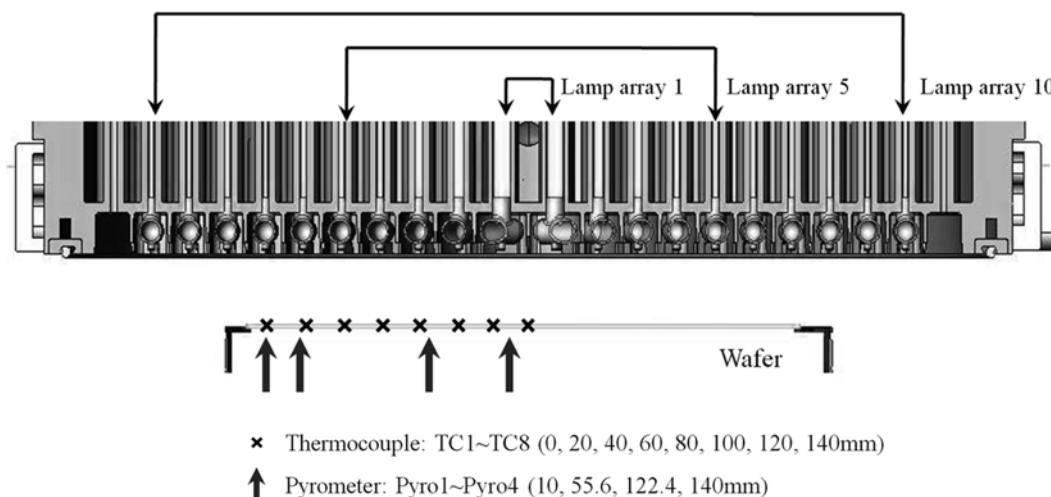 Lamp array 1
Lamp array 5
Lamp array 10
Wafer
Thermocouple: TC1~TC8 (0, 20, 40, 60, 80, 100, 120, 140mm)
Pyrometer: Pyro1~Pyro4 (10, 55.6, 122.4, 140mm)